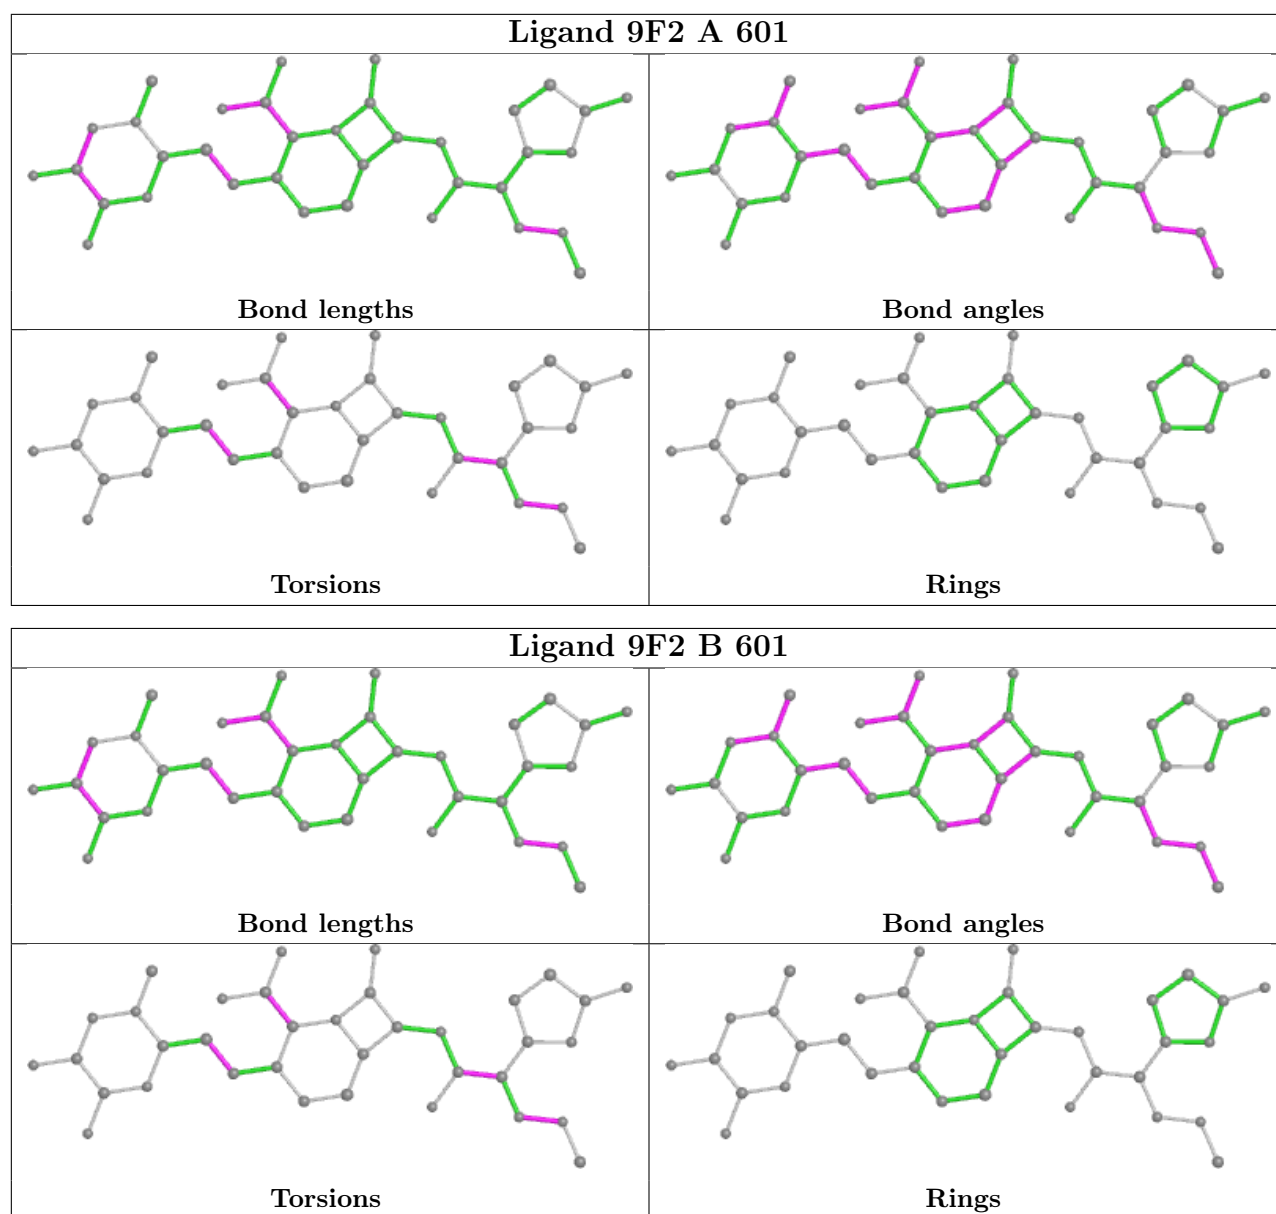 Ligand 9F2 A 601
Bond lengths
Bond angles
Torsions
Rings
Ligand 9F2 B 601
Bond lengths
Bond angles
Torsions
Rings